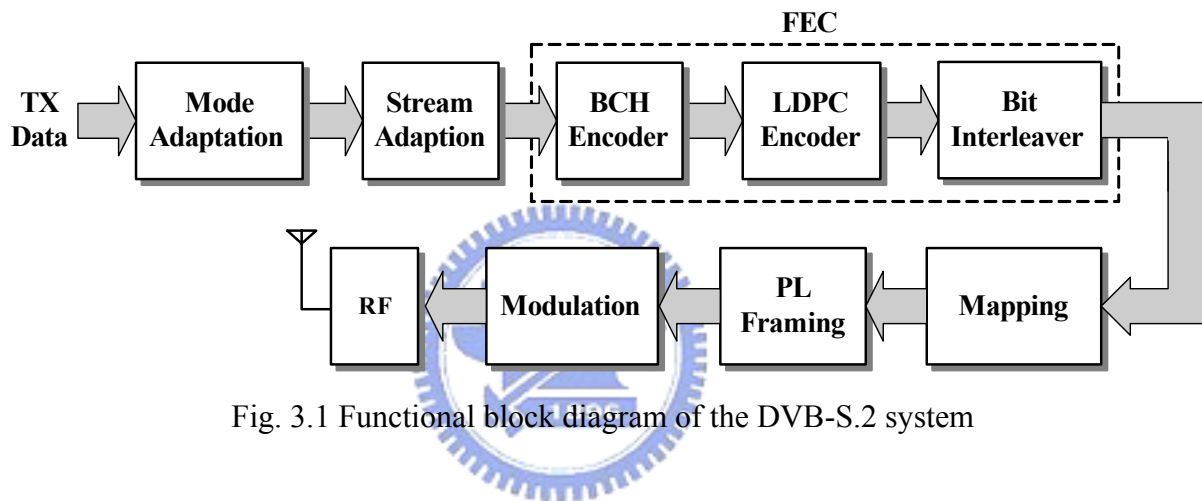 FEC
TX
Data
Mode
Adaptation
Stream
Adaption
BCH
Encoder
LDPC
Encoder
Bit
Interleaver
RF
Modulation
PL
Framing
Mapping
Fig. 3.1 Functional block diagram of the DVB-S.2 system